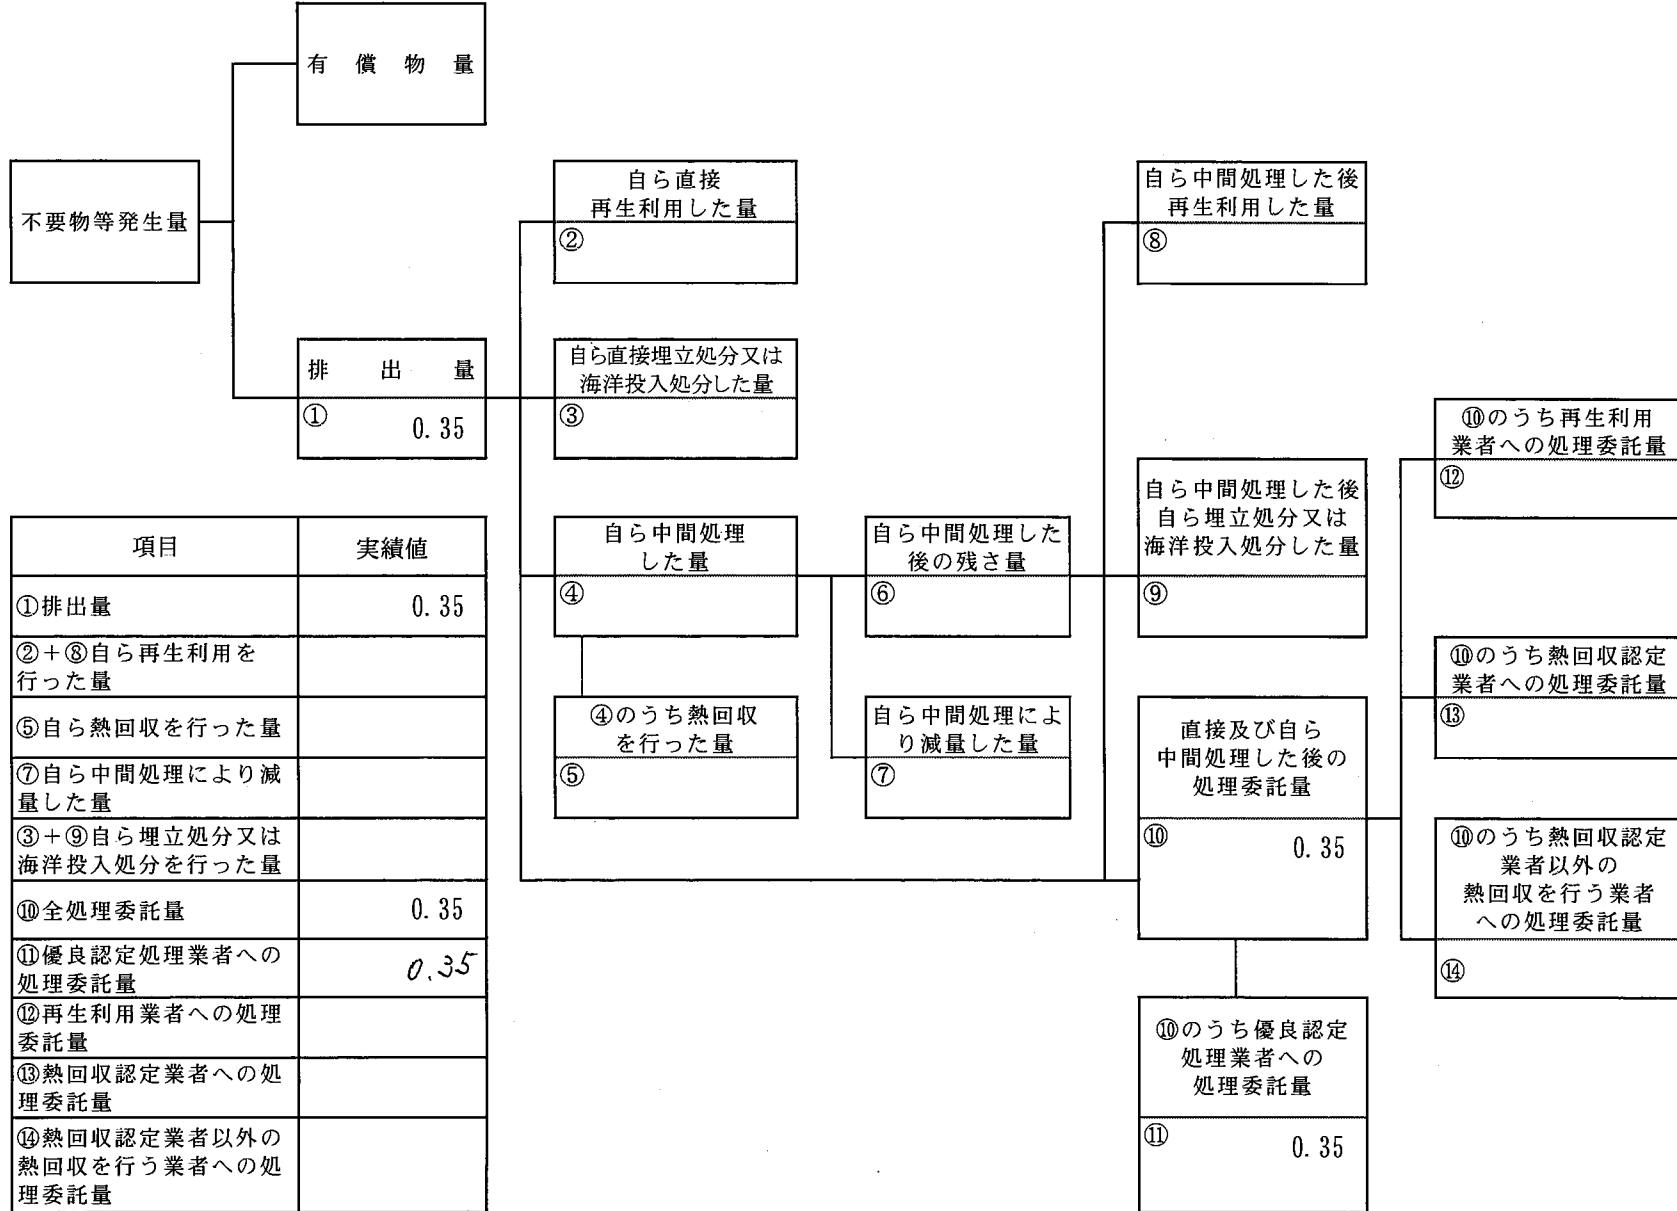 有償物量
不要物等発生量
自ら直接
再生利用した量
②
自ら中間処理した後
再生利用した量
⑧
排出量
① 0.35
自ら直接埋立処分又は
海洋投入処分した量
③
⑩のうち再生利用
業者への処理委託量
⑫
自ら中間処理した後
自ら埋立処分又は
海洋投入処分した量
⑨
自ら中間処理
した量
④
自ら中間処理した
後の残さ量
⑥
⑩のうち熱回収認定
業者への処理委託量
⑬
④のうち熱回収
を行った量
⑤
自ら中間処理によ
り減量した量
⑦
直接及び自ら
中間処理した後の
処理委託量
⑩ 0.35
⑩のうち熱回収認定
業者以外の
熱回収を行う業者
への処理委託量
⑭
⑩のうち優良認定
処理業者への
処理委託量
⑪ 0.35
項目 実績値
①排出量 0.35
②+⑧自ら再生利用を
行った量
⑤自ら熱回収を行った量
⑦自ら中間処理により減
量した量
③+⑨自ら埋立処分又は
海洋投入処分を行った量
⑩全処理委託量 0.35
⑪優良認定処理業者への
処理委託量 0.35
⑫再生利用業者への処理
委託量
⑬熱回収認定業者への処
理委託量
⑭熱回収認定業者以外の
熱回収を行う業者への処
理委託量